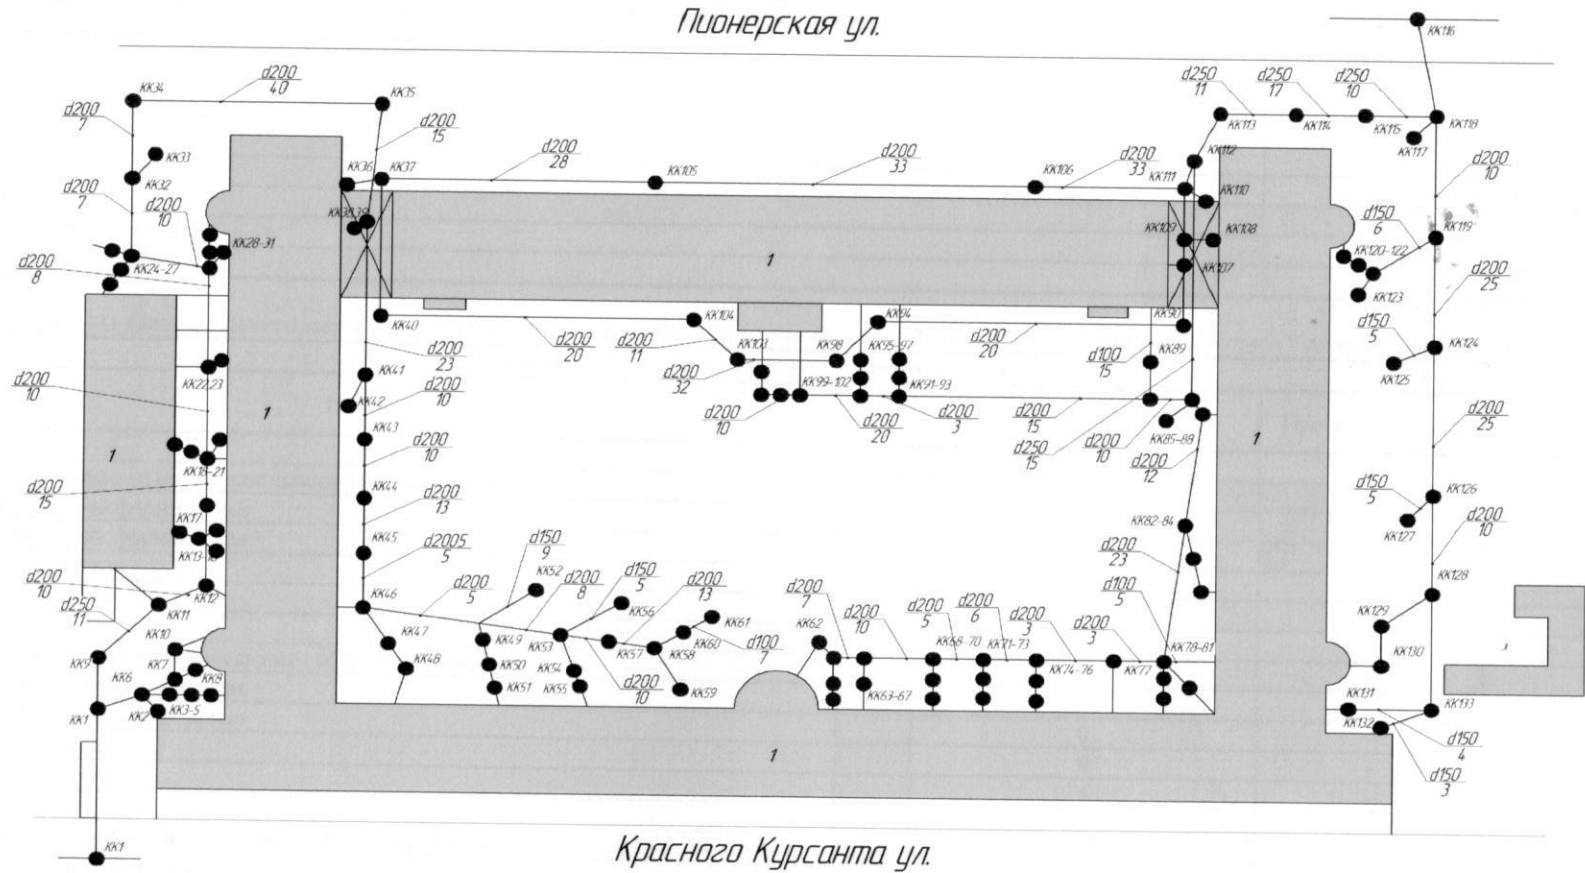 Пионерская ул.
КК116
КК34
d200
40
КК35
d200
7
d200
15
КК33
КК32
d200
7
d200
10
КК36
КК37
d200
28
КК105
d200
33
КК106
d200
33
КК111
КК112
КК110
d250
11
d250
17
d250
10
КК113
КК114
КК115
КК118
КК117
d200
10
d150
6
КК119
КК120-122
КК123
КК28-31
КК24-27
d200
8
КК38,39
КК109
КК108
КК107
1
КК40
КК104
d200
20
d200
11
КК103
КК98
КК94
КК95-97
d200
20
КК90
КК89
d100
15
d200
23
КК41
d200
10
КК42
КК43
d200
10
КК44
d200
13
КК45
d2005
5
КК46
d200
32
КК99-102
КК91-93
d200
10
d200
20
d200
3
d200
15
d250
15
d200
10
КК85-88
d200
12
d200
25
d150
5
КК124
КК125
d200
25
КК22,23
d200
10
1
1
1
КК18-21
d200
15
КК17
d200
10
КК12
КК11
d250
11
КК10
КК9
КК7
КК8
КК6
КК3-5
КК2
КК1
КК47
КК48
d200
5
d150
9
КК52
d200
8
d150
5
КК56
d200
13
КК49
КК50
КК51
КК53
КК54
КК55
КК57
КК58
КК59
КК60
КК61
d100
7
d200
10
КК62
d200
7
d200
10
d200
5
d200
6
d200
3
d200
3
d100
5
КК63-67
КК68-70
КК71-73
КК74-76
КК77
КК78-81
КК82-84
d200
23
d150
5
КК126
КК127
d200
10
КК128
КК129
КК130
КК131
КК132
КК133
d150
4
d150
3
1
КК1
Красного Курсанта ул.